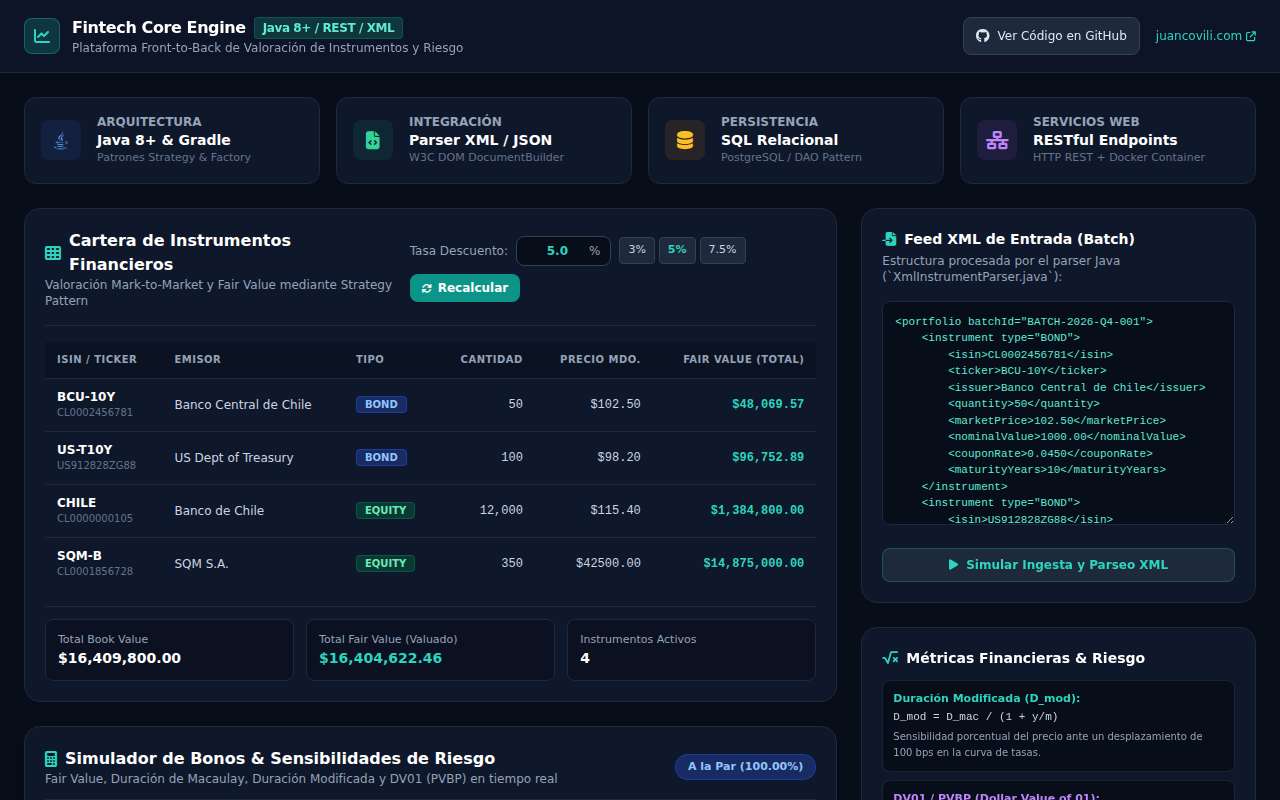 Fintech Core Engine Java 8+ / REST / XML
Plataforma Front-to-Back de Valoración de Instrumentos y Riesgo
Ver Código en GitHub
juancovili.com
ARQUITECTURA
Java 8+ & Gradle
Patrones Strategy & Factory
INTEGRACIÓN
Parser XML / JSON
W3C DOM DocumentBuilder
PERSISTENCIA
SQL Relacional
PostgreSQL / DAO Pattern
SERVICIOS WEB
RESTful Endpoints
HTTP REST + Docker Container
Cartera de Instrumentos
Financieros
Valoración Mark-to-Market y Fair Value mediante Strategy
Pattern
Tasa Descuento: 5.0 % 3% 5% 7.5%
Recalcular
ISIN / TICKER EMISOR TIPO CANTIDAD PRECIO MDO. FAIR VALUE (TOTAL)
BCU-10Y
CL0002456781
Banco Central de Chile BOND 50 $102.50 $48,069.57
US-T10Y
US912828ZG88
US Dept of Treasury BOND 100 $98.20 $96,752.89
CHILE
CL0000000105
Banco de Chile EQUITY 12,000 $115.40 $1,384,800.00
SQM-B
CL0001856728
SQM S.A. EQUITY 350 $42500.00 $14,875,000.00
Total Book Value
$16,409,800.00
Total Fair Value (Valuado)
$16,404,622.46
Instrumentos Activos
4
Simulador de Bonos & Sensibilidades de Riesgo
Fair Value, Duración de Macaulay, Duración Modificada y DV01 (PVBP) en tiempo real
A la Par (100.00%)
Feed XML de Entrada (Batch)
Estructura procesada por el parser Java
(`XmlInstrumentParser.java`):
<portfolio batchId="BATCH-2026-Q4-001">
<instrument type="BOND">
<isin>CL0002456781</isin>
<ticker>BCU-10Y</ticker>
<issuer>Banco Central de Chile</issuer>
<quantity>50</quantity>
<marketPrice>102.50</marketPrice>
<nominalValue>1000.00</nominalValue>
<couponRate>0.0450</couponRate>
<maturityYears>10</maturityYears>
</instrument>
<instrument type="BOND">
<isin>US912828ZG88</isin>
Simular Ingesta y Parseo XML
Métricas Financieras & Riesgo
Duración Modificada (D_mod):
D_mod = D_mac / (1 + y/m)
Sensibilidad porcentual del precio ante un desplazamiento de
100 bps en la curva de tasas.
DV01 / PVBP (Dollar Value of 01):